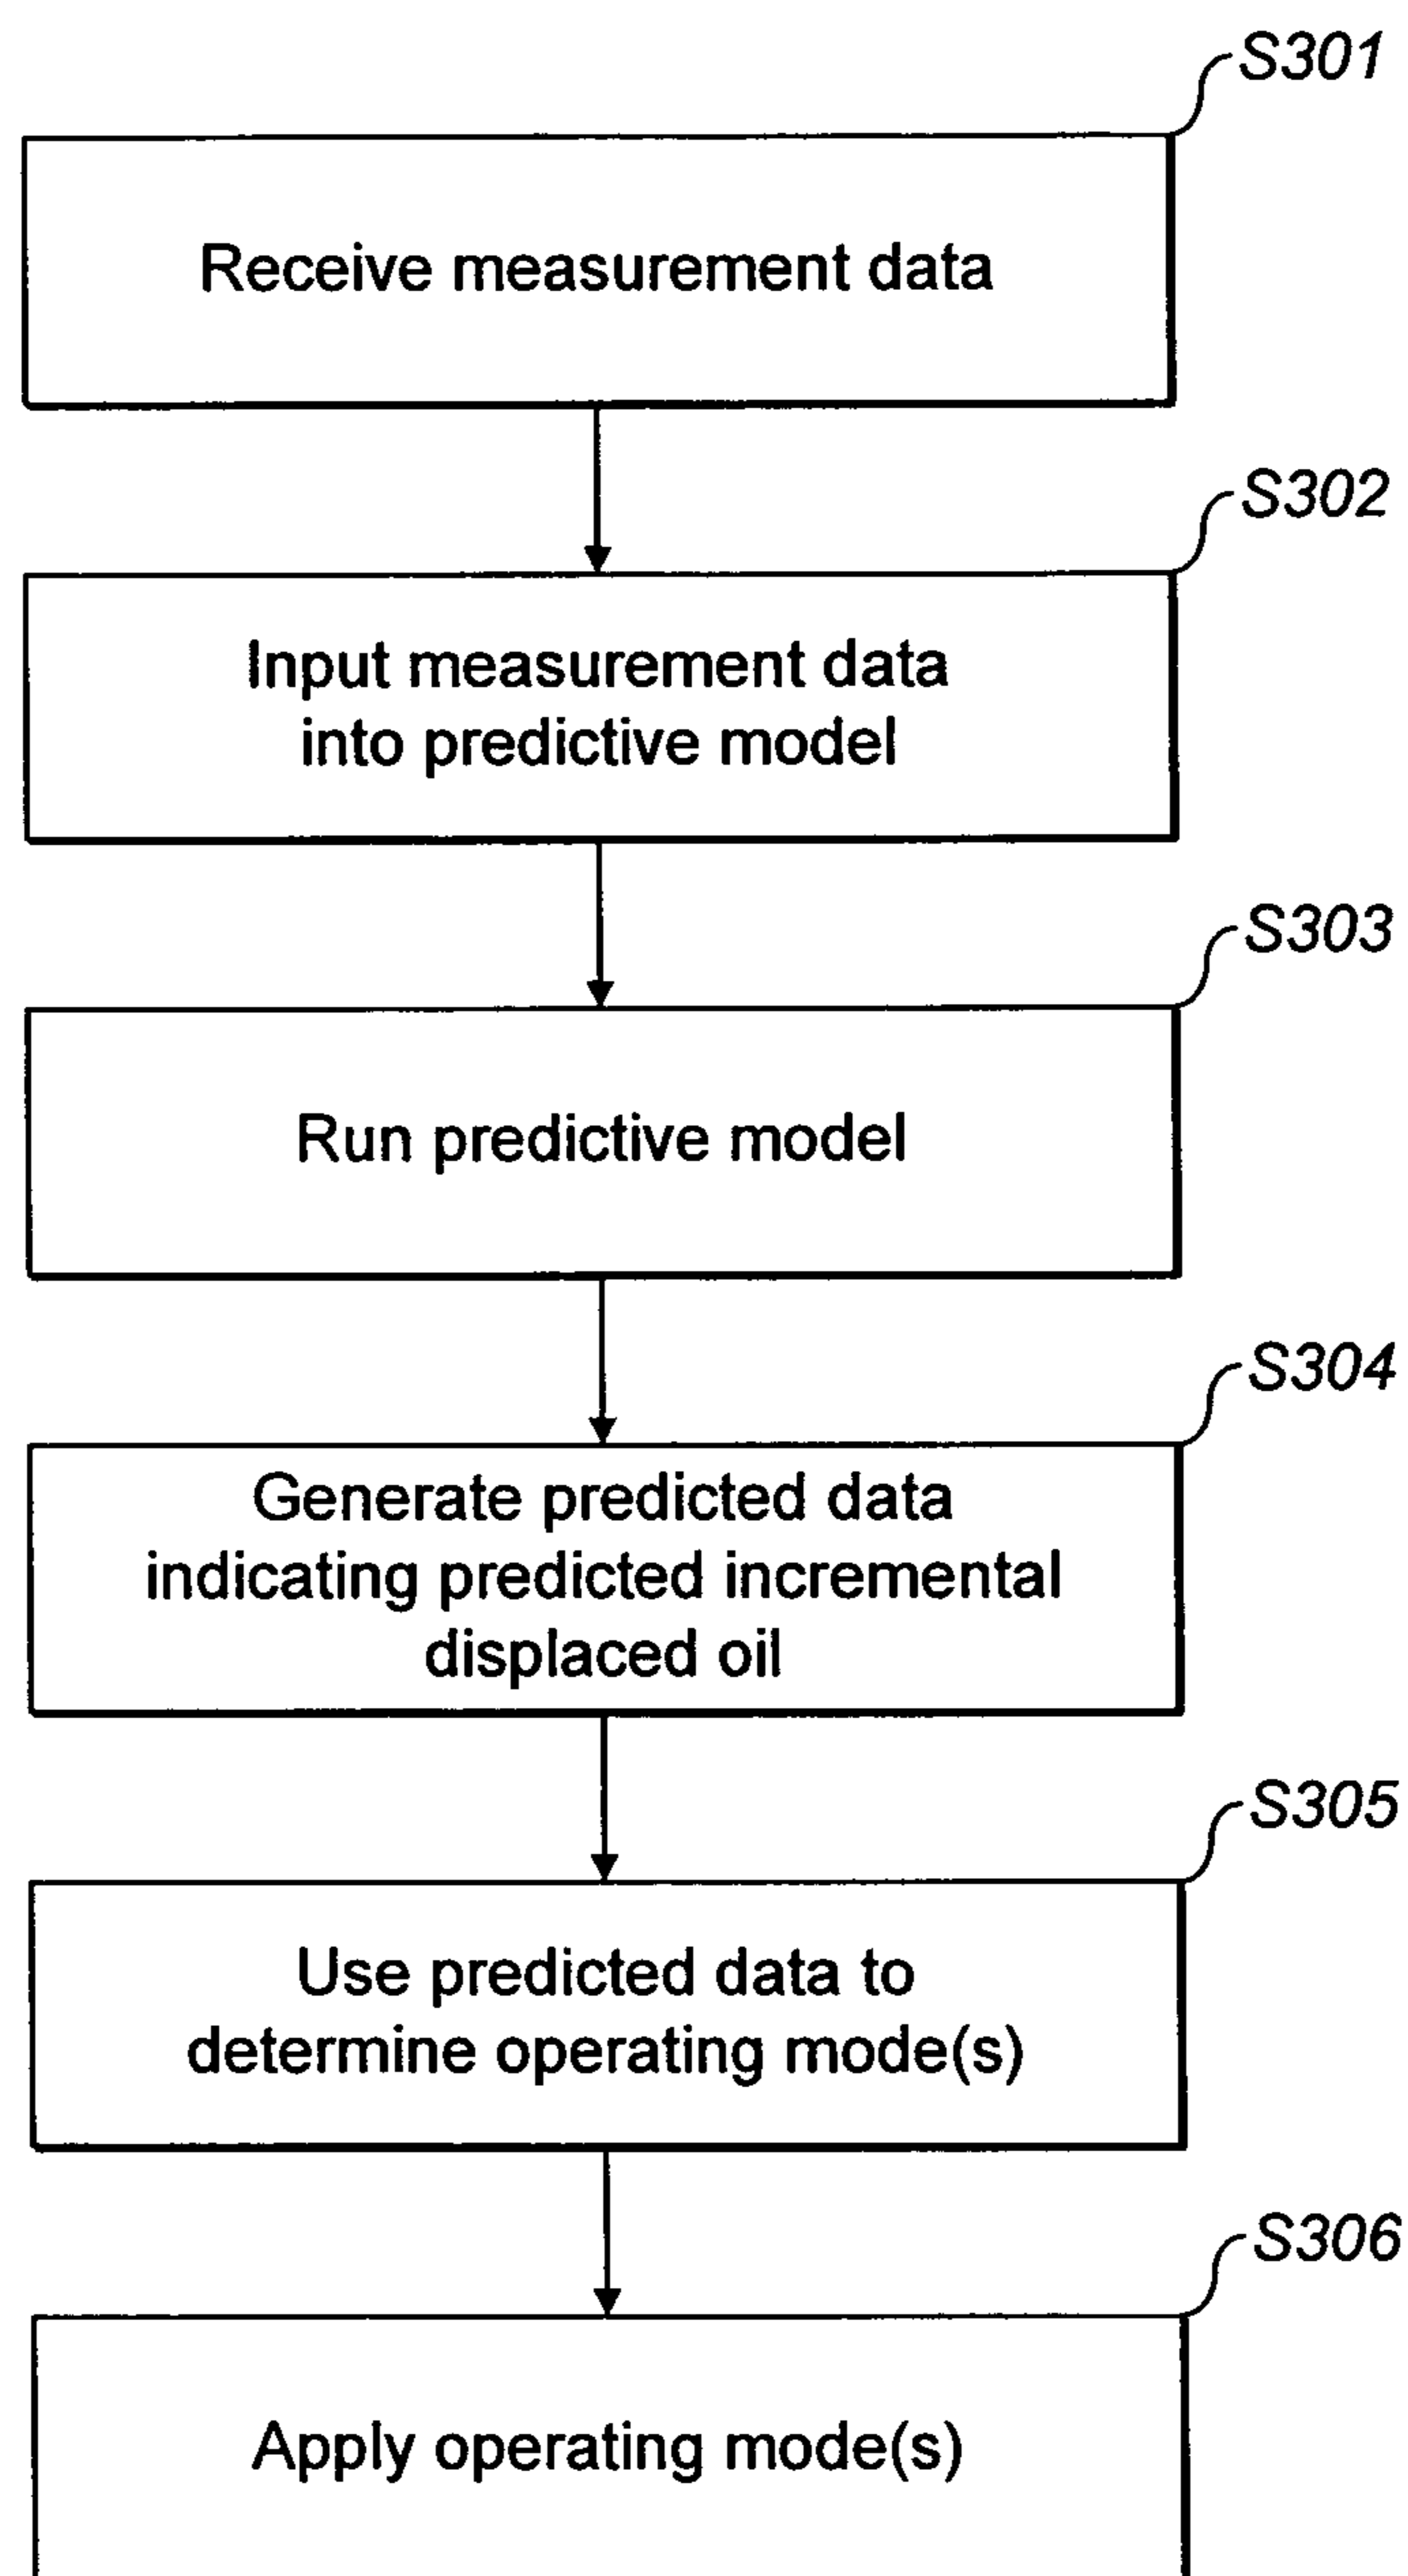 S301
Receive measurement data
S302
Input measurement data
into predictive model
S303
Run predictive model
S304
Generate predicted data
indicating predicted incremental
displaced oil
S305
Use predicted data to
determine operating mode(s)
S306
Apply operating mode(s)